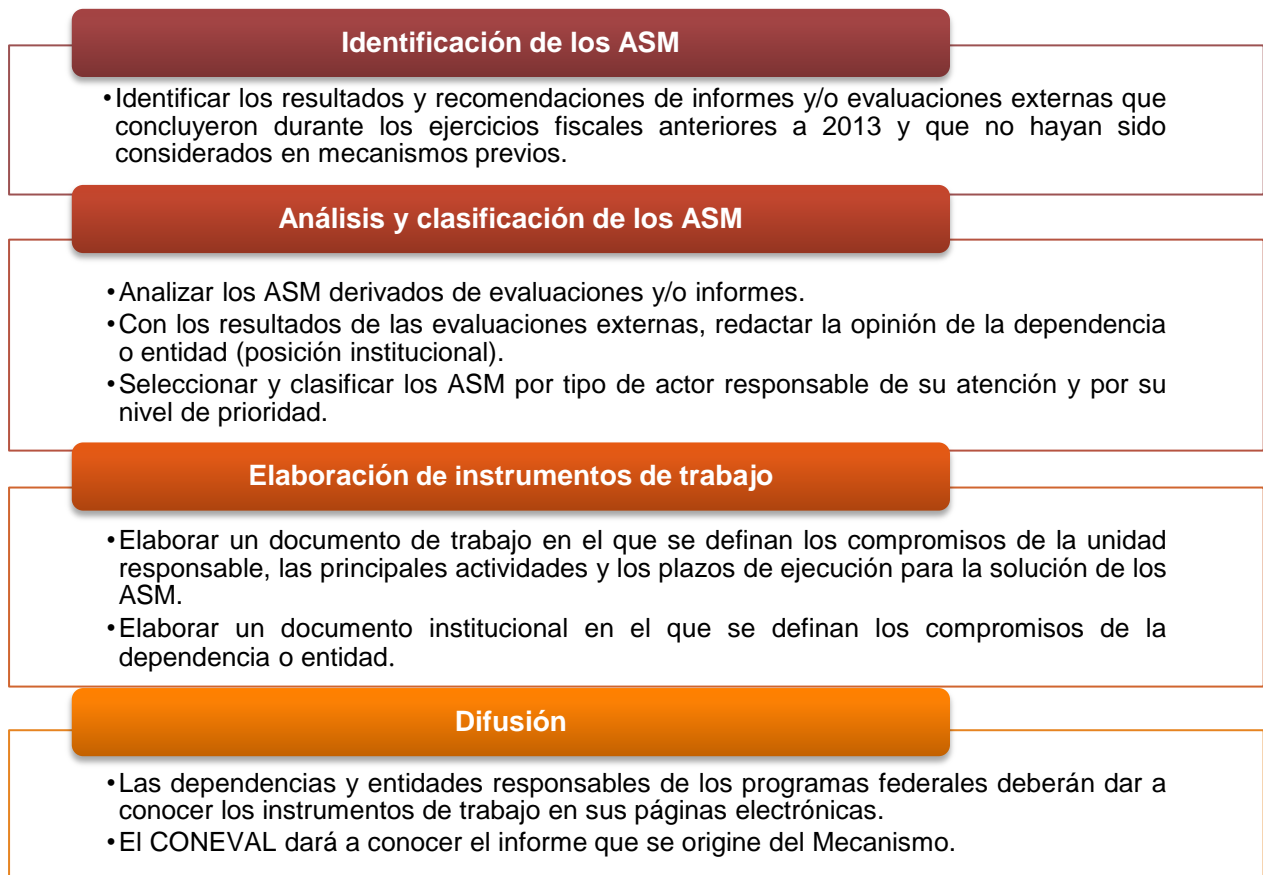 Identificación de los ASM
•Identificar los resultados y recomendaciones de informes y/o evaluaciones externas que
concluyeron durante los ejercicios fiscales anteriores a 2013 y que no hayan sido
considerados en mecanismos previos.
Análisis y clasificación de los ASM
•Analizar los ASM derivados de evaluaciones y/o informes.
•Con los resultados de las evaluaciones externas, redactar la opinión de la dependencia
o entidad (posición institucional).
•Seleccionar y clasificar los ASM por tipo de actor responsable de su atención y por su
nivel de prioridad.
Elaboración de instrumentos de trabajo
•Elaborar un documento de trabajo en el que se definan los compromisos de la unidad
responsable, las principales actividades y los plazos de ejecución para la solución de los
ASM.
•Elaborar un documento institucional en el que se definan los compromisos de la
dependencia o entidad.
Difusión
•Las dependencias y entidades responsables de los programas federales deberán dar a
conocer los instrumentos de trabajo en sus páginas electrónicas.
•El CONEVAL dará a conocer el informe que se origine del Mecanismo.